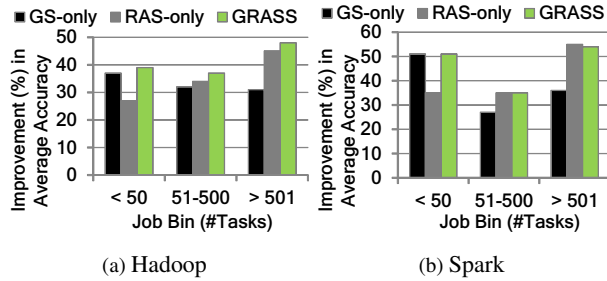 GS-only RAS-only GRASS
Improvement (%) in
Average Accuracy
50
40
30
20
10
0
< 50 51-500 > 501
Job Bin (#Tasks)
(a) Hadoop
GS-only RAS-only GRASS
Improvement (%) in
Average Accuracy
60
50
40
30
20
10
0
< 50 51-500 > 501
Job Bin (#Tasks)
(b) Spark